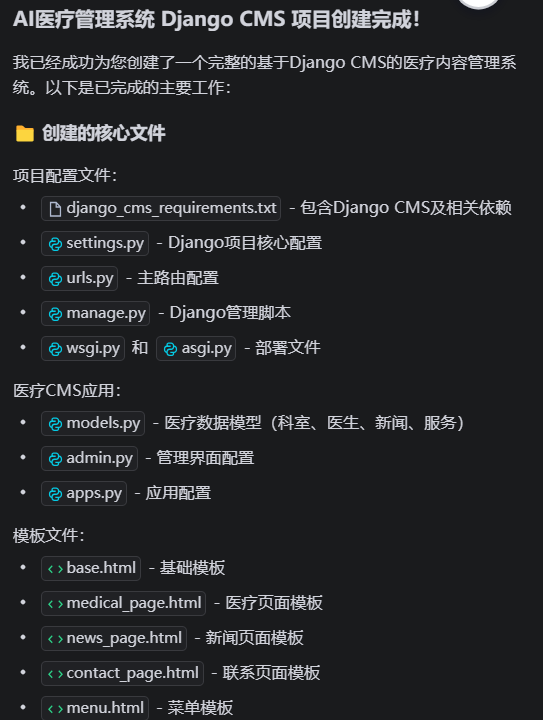 AI医疗管理系统 Django CMS 项目创建完成！
我已经成功为您创建了一个完整的基于Django CMS的医疗内容管理系
统。以下是已完成的主要工作：
创建的核心文件
项目配置文件：
• django_cms_requirements.txt - 包含Django CMS及相关依赖
• settings.py - Django项目核心配置
• urls.py - 主路由配置
• manage.py - Django管理脚本
• wsgi.py 和 asgi.py - 部署文件
医疗CMS应用：
• models.py - 医疗数据模型（科室、医生、新闻、服务）
• admin.py - 管理界面配置
• apps.py - 应用配置
模板文件：
• base.html - 基础模板
• medical_page.html - 医疗页面模板
• news_page.html - 新闻页面模板
• contact_page.html - 联系页面模板
• menu.html - 菜单模板